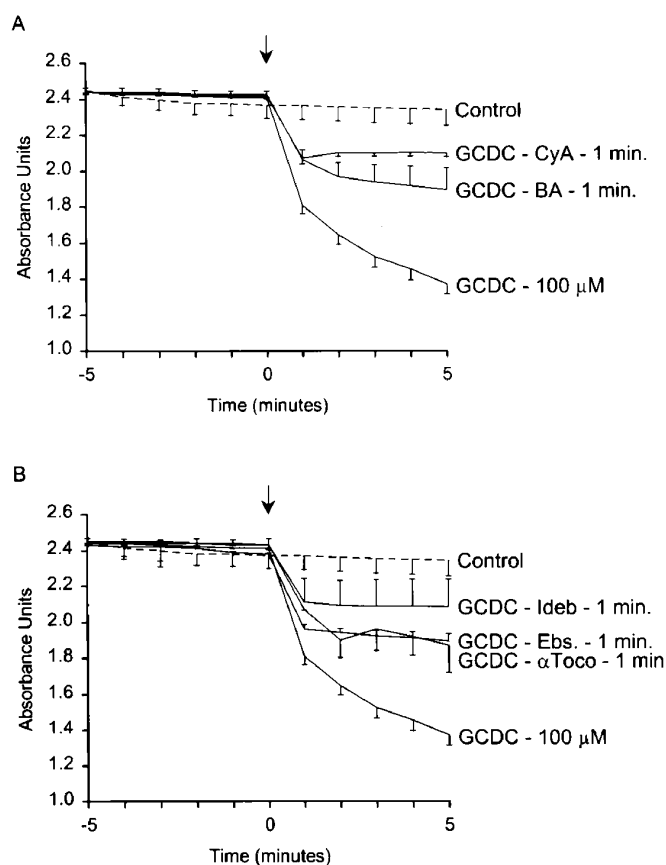 A
2.6
2.4
2.2
2.0
1.8
1.6
1.4
1.2
1.0
Absorbance Units
-5
0
5
Time (minutes)
Control
GCDC - CyA - 1 min.
GCDC - BA - 1 min.
GCDC - 100 μM
B
2.6
2.4
2.2
2.0
1.8
1.6
1.4
1.2
1.0
Absorbance Units
-5
0
5
Time (minutes)
Control
GCDC - Ideb - 1 min.
GCDC - Ebs. - 1 min.
GCDC - αToco - 1 min
GCDC - 100 μM